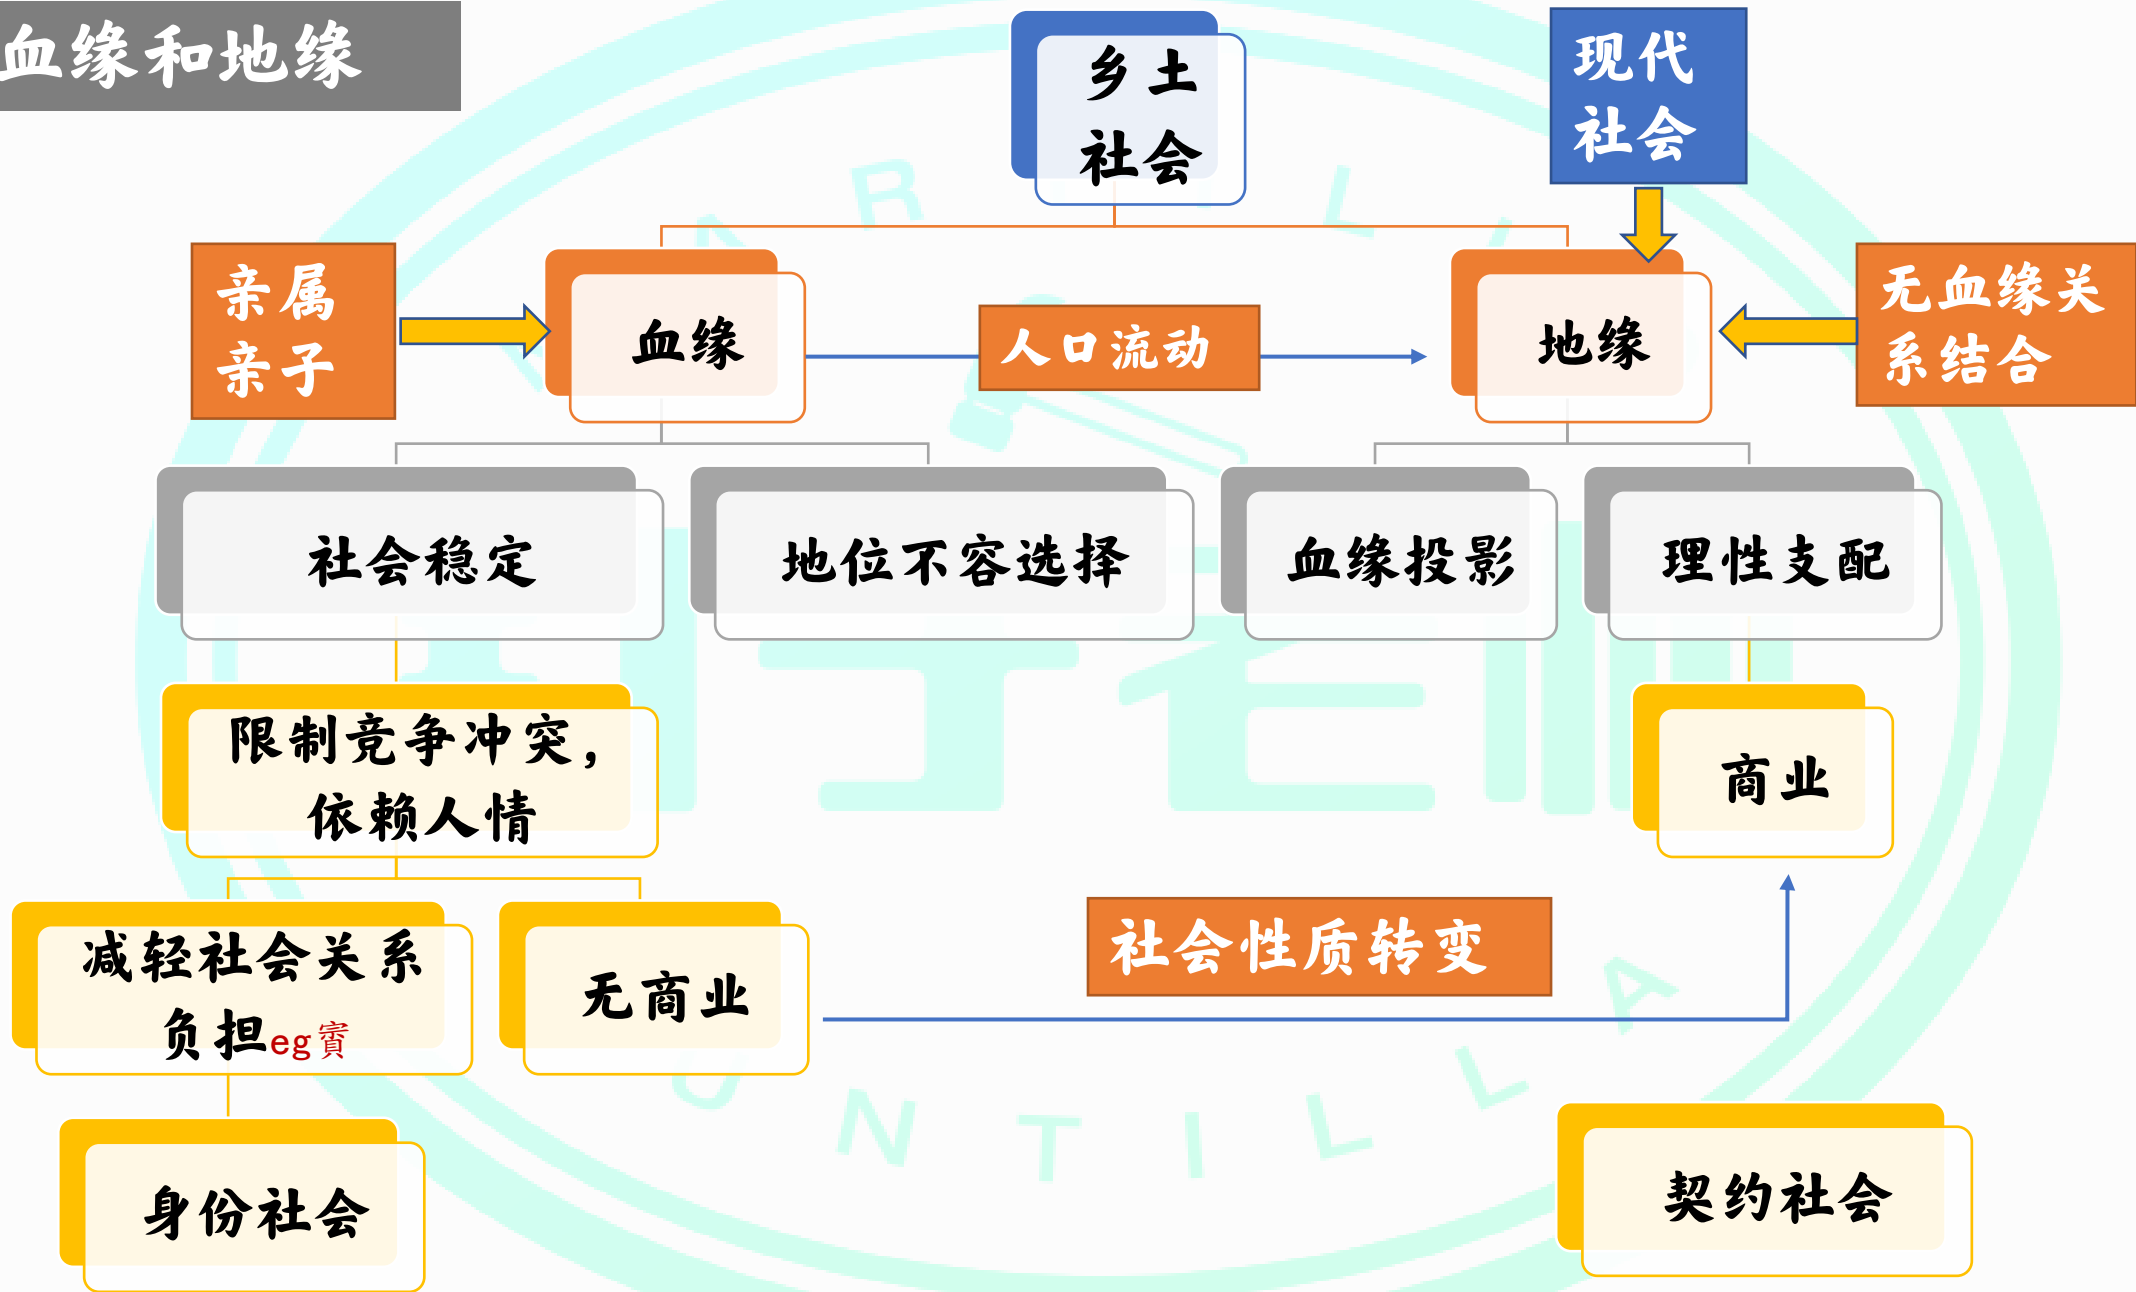 血缘和地缘
乡土
社会
现代
社会
亲属
亲子
血缘
人口流动
地缘
无血缘关
系结合
社会稳定
地位不容选择
血缘投影
理性支配
限制竞争冲突，
依赖人情
商业
减轻社会关系
负担eg賨
无商业
社会性质转变
身份社会
契约社会
U N T I L L A